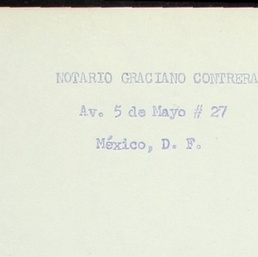 NOTARIO GRACIANO CONTRERA
Av. 5 de Mayo # 27
México, D. F.